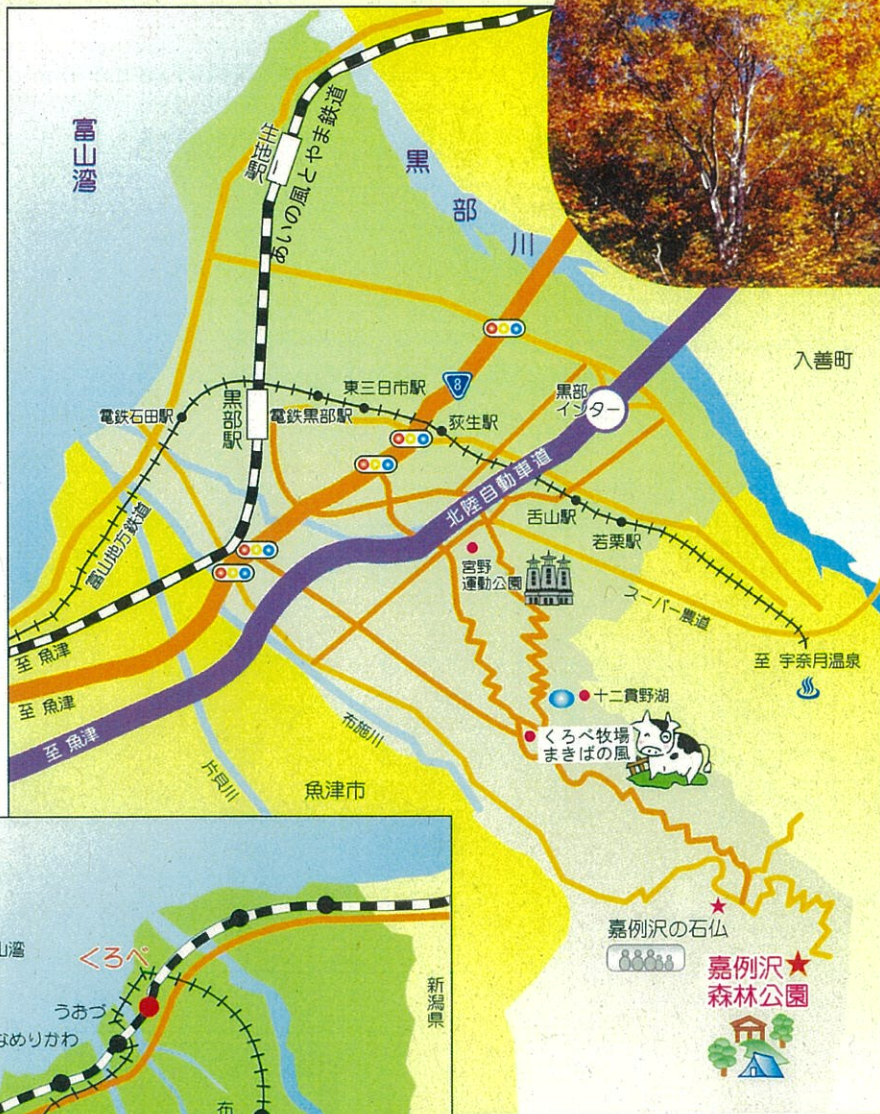 富山湾
生地駅
あいの風とやま鉄道
黒部川
入善町
8
黒部
インター
東三日市駅
電鉄石田駅
黒部駅
電鉄黒部駅
荻生駅
北陸自動車道
舌山駅
若栗駅
富山地方鉄道
宮野
運動公園
スーパー農道
至 魚津
至 宇奈月温泉
至 魚津
十二貫野湖
布施川
くろべ牧場
まきばの風
至 魚津
片貝川
魚津市
嘉例沢の石仏
嘉例沢
森林公園
山湾
くろべ
うおづ
なめりかわ
新潟県
布